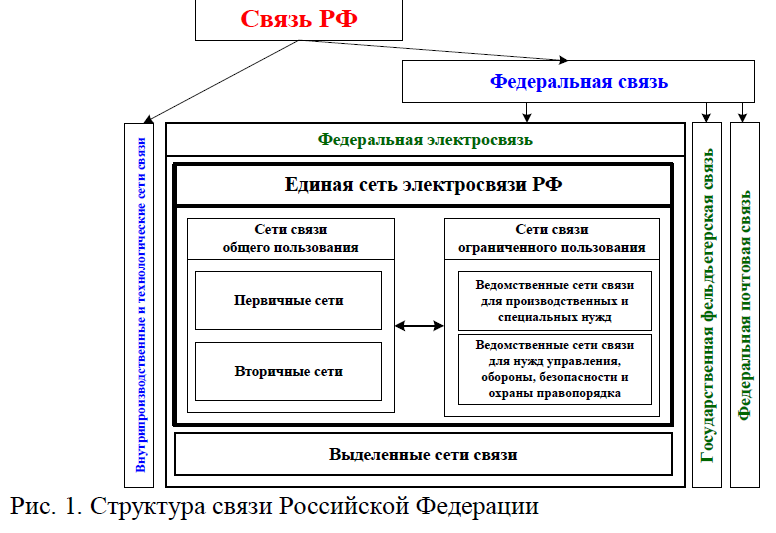 Связь РФ
Федеральная связь
Внутрипроизводственные и технологические сети связи
Федеральная электросвязь
Единая сеть электросвязи РФ
Сети связи
общего пользования
Первичные сети
Вторичные сети
Сети связи
ограниченного пользования
Ведомственные сети связи
для производственных и
специальных нужд
Ведомственные сети связи
для нужд управления,
обороны, безопасности и
охраны правопорядка
Выделенные сети связи
Государственная фельдъегерская связь
Федеральная почтовая связь
Рис. 1. Структура связи Российской Федерации